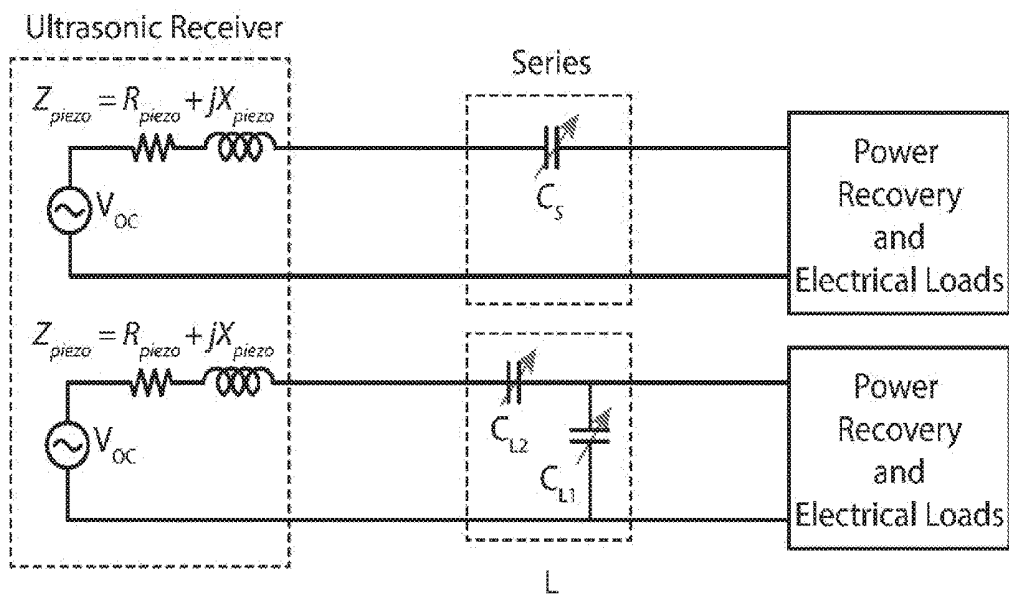 Ultrasonic Receiver
Z_piezo = R_piezo + jX_piezo
V_OC
Series
C_S
Power
Recovery
and
Electrical Loads
Z_piezo = R_piezo + jX_piezo
V_OC
C_L2
C_L1
Power
Recovery
and
Electrical Loads
L